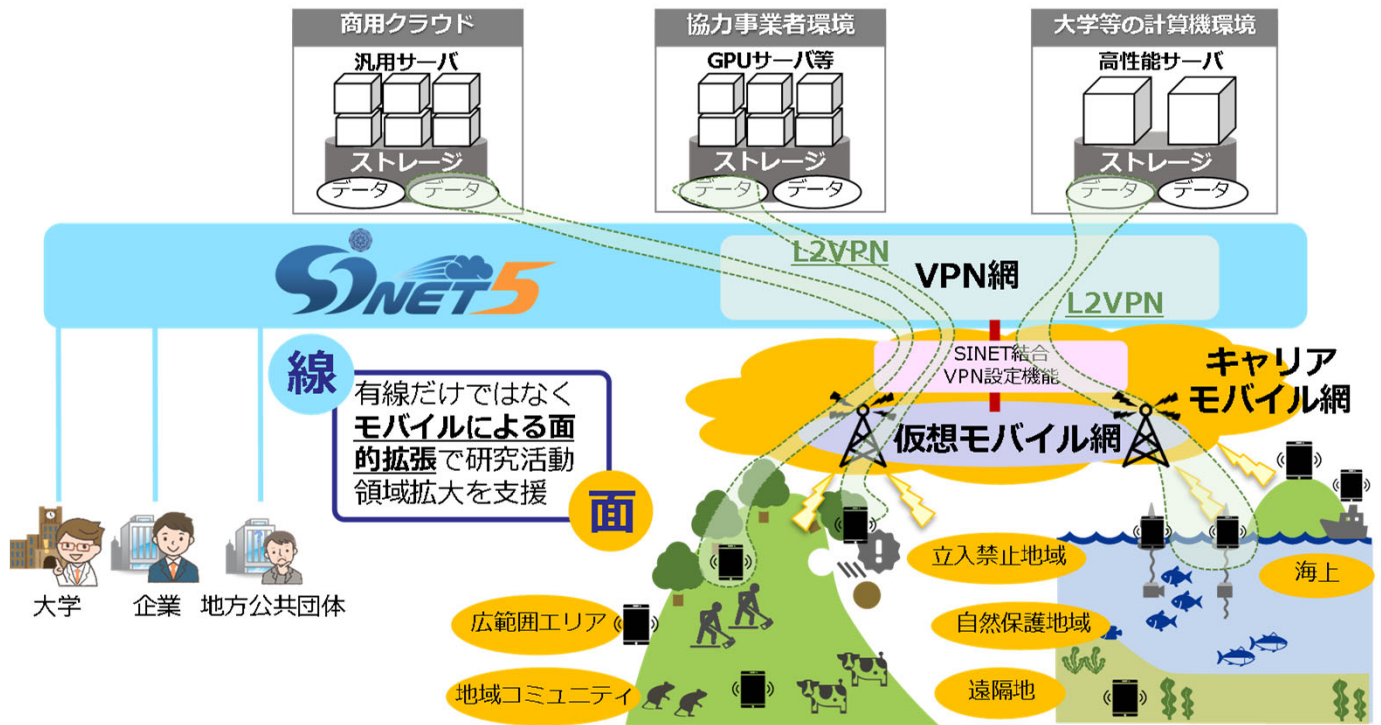 商用クラウド
汎用サーバ
ストレージ
データ データ
協力事業者環境
GPUサーバ等
ストレージ
データ データ
大学等の計算機環境
高性能サーバ
ストレージ
データ データ
SINET5
L2VPN
VPN網
L2VPN
SINET結合
VPN設定機能
キャリア
モバイル網
仮想モバイル網
線
有線だけではなく
モバイルによる面
的拡張で研究活動
領域拡大を支援
面
大学
企業
地方公共団体
広範囲エリア
地域コミュニティ
立入禁止地域
自然保護地域
遠隔地
海上